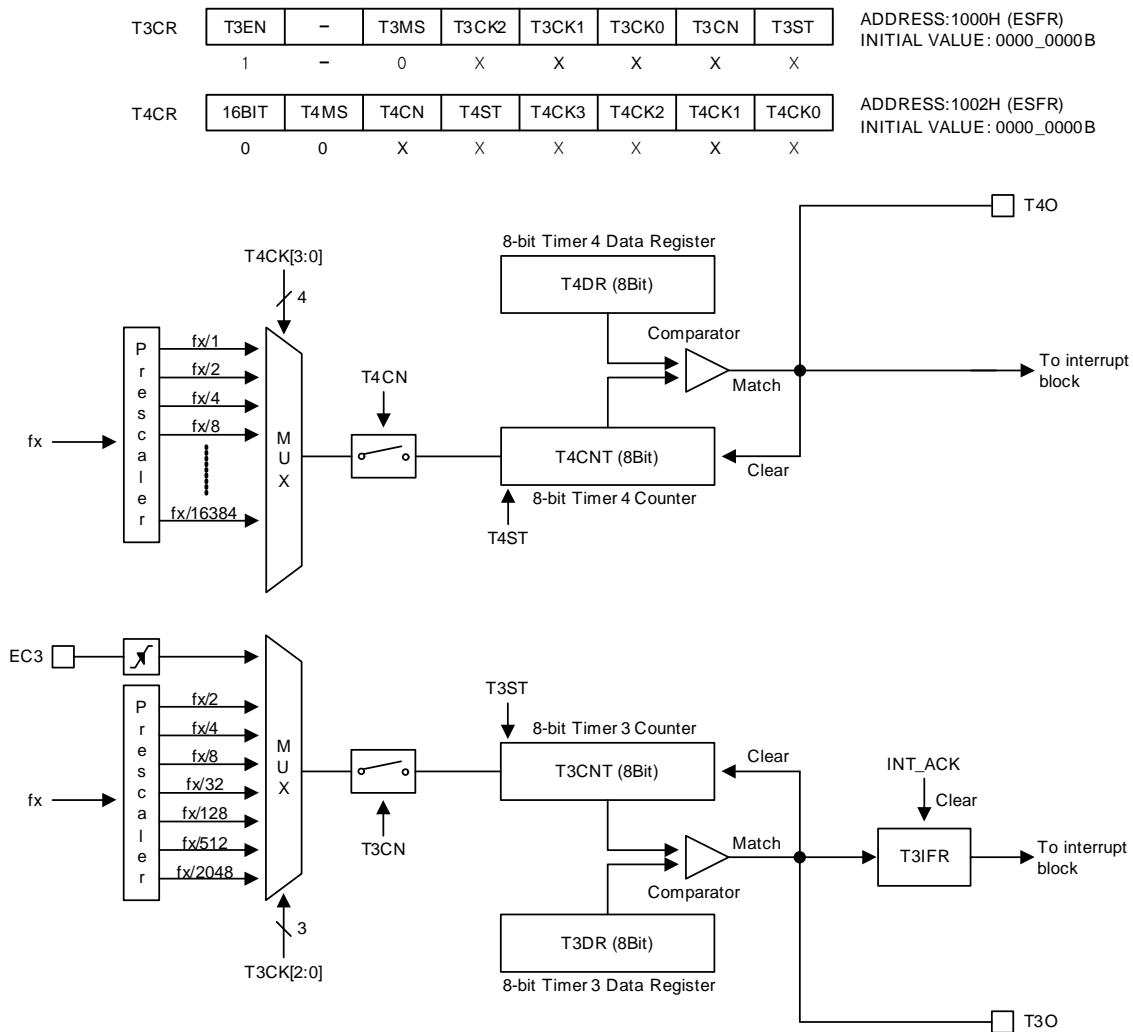 T3CR T3EN – T3MS T3CK2 T3CK1 T3CK0 T3CN T3ST ADDRESS:1000H (ESFR)
INITIAL VALUE: 0000_0000B
1 – 0 X X X X X
T4CR 16BIT T4MS T4CN T4ST T4CK3 T4CK2 T4CK1 T4CK0 ADDRESS:1002H (ESFR)
INITIAL VALUE: 0000_0000B
0 0 X X X X X X
T4O
8-bit Timer 4 Data Register
T4CK[3:0]
T4DR (8Bit)
4
Comparator
Prescaler
fx/1
fx/2
fx/4
fx/8
fx/16384
fx
MUX
T4CN
Match
To interrupt
block
T4CNT (8Bit)
Clear
8-bit Timer 4 Counter
T4ST
EC3
Prescaler
fx/2
fx/4
fx/8
fx/32
fx/128
fx/512
fx/2048
fx
MUX
T3ST
8-bit Timer 3 Counter
T3CNT (8Bit)
Clear
INT_ACK
Clear
T3CN
Match
T3IFR
To interrupt
block
Comparator
3
T3DR (8Bit)
T3CK[2:0]
8-bit Timer 3 Data Register
T3O